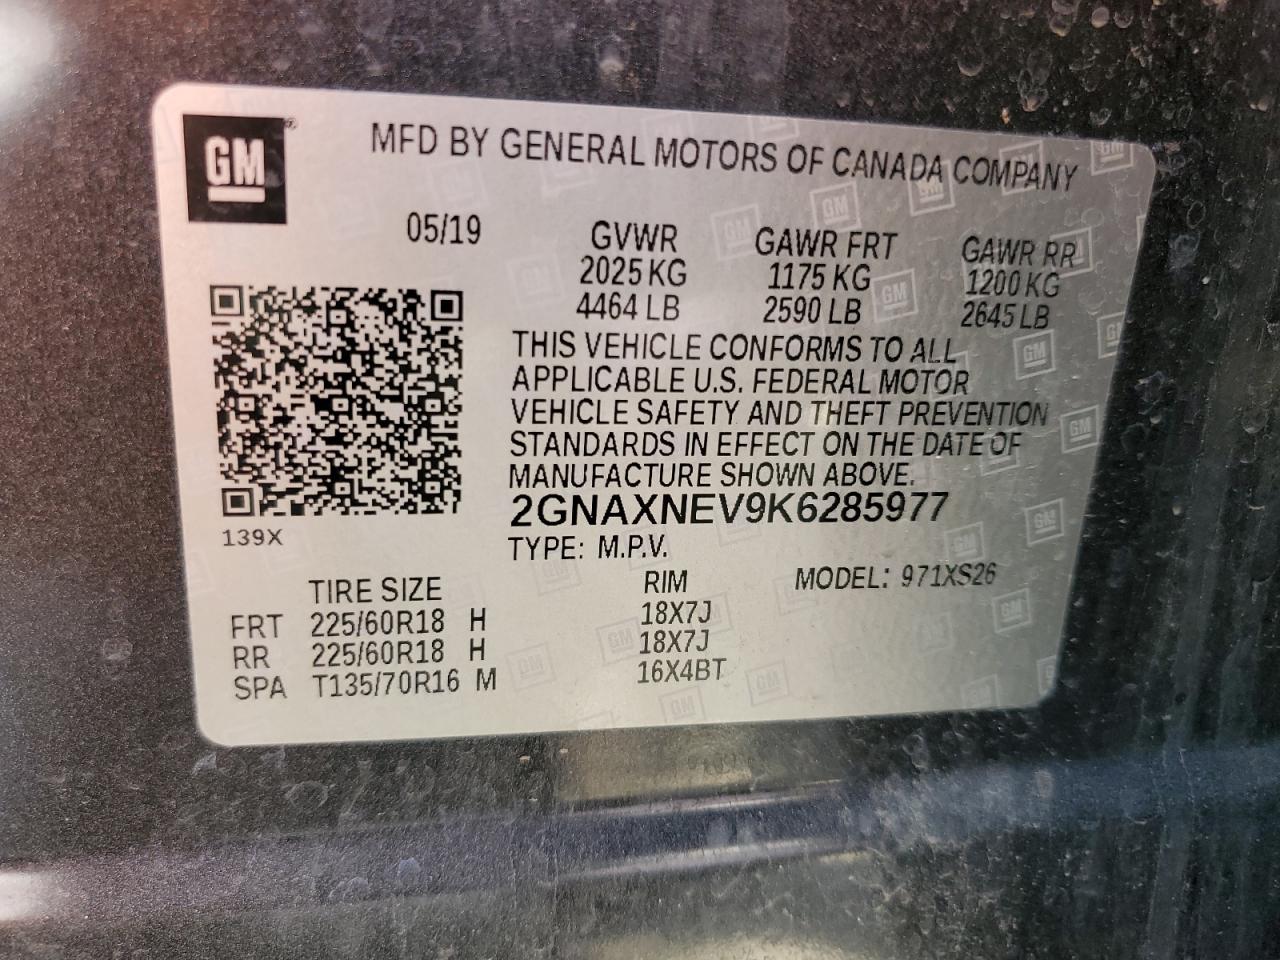 GM
MFD BY GENERAL MOTORS OF CANADA COMPANY
05/19 GVWR GAWR FRT GAWR RR
2025 KG 1175 KG 1200 KG
4464 LB 2590 LB 2645 LB
THIS VEHICLE CONFORMS TO ALL
APPLICABLE U.S. FEDERAL MOTOR
VEHICLE SAFETY AND THEFT PREVENTION
STANDARDS IN EFFECT ON THE DATE OF
MANUFACTURE SHOWN ABOVE.
2GNAXNEV9K6285977
139X
TYPE: M.P.V.
TIRE SIZE RIM MODEL: 971XS26
FRT 225/60R18 H 18X7J
RR 225/60R18 H 18X7J
SPA T135/70R16 M 16X4BT